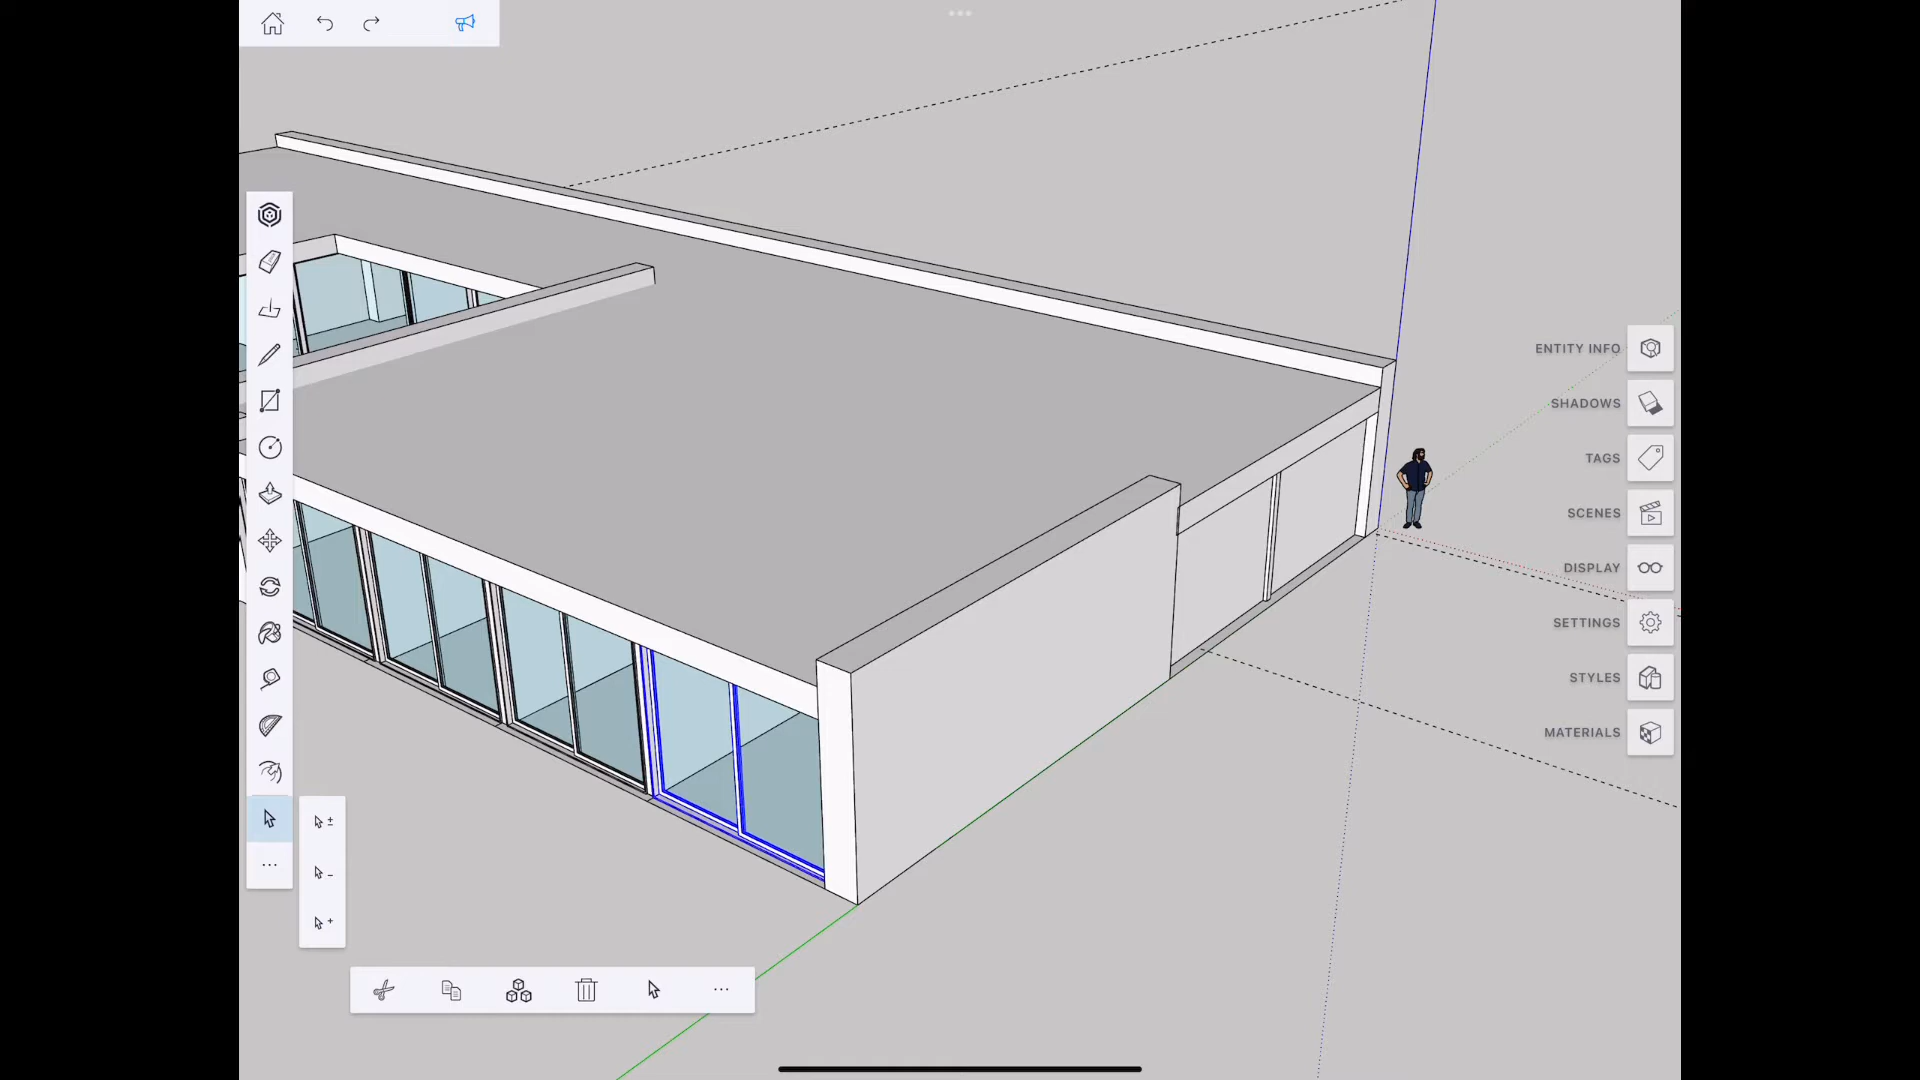 ENTITY INFO
SHADOWS
TAGS
SCENES
DISPLAY
SETTINGS
STYLES
MATERIALS